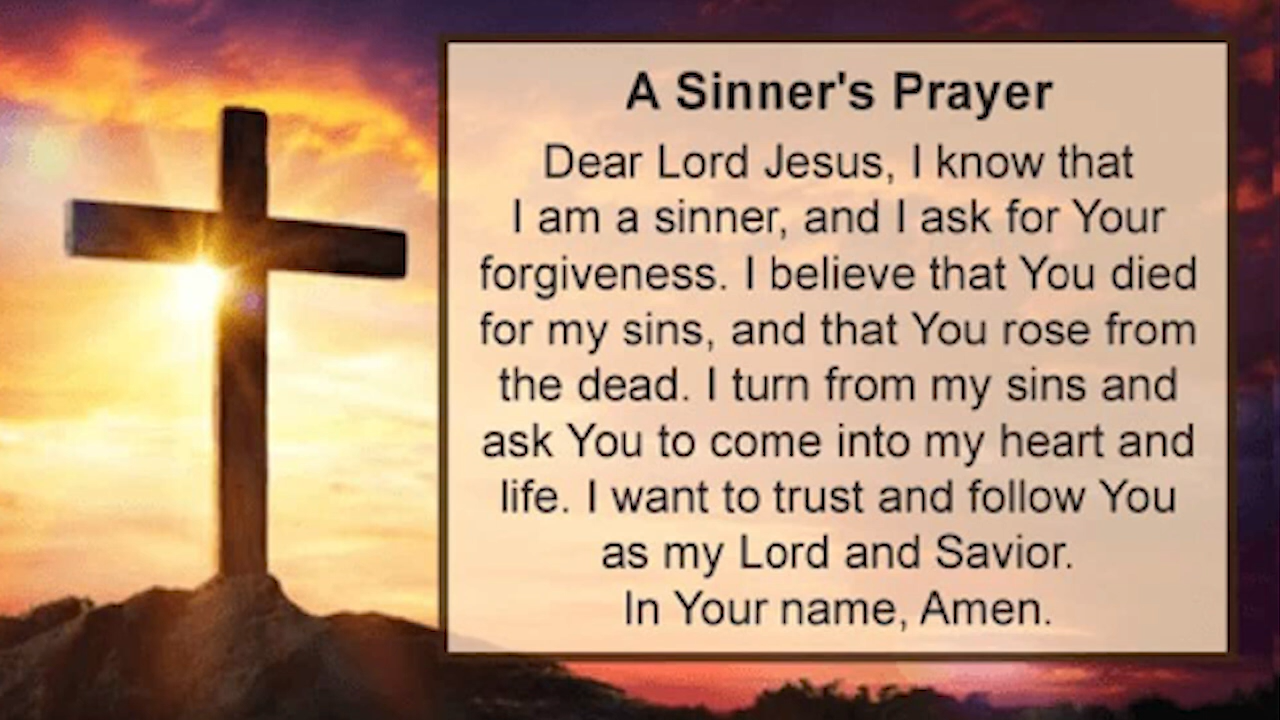 A Sinner's Prayer
Dear Lord Jesus, I know that
I am a sinner, and I ask for Your
forgiveness. I believe that You died
for my sins, and that You rose from
the dead. I turn from my sins and
ask You to come into my heart and
life. I want to trust and follow You
as my Lord and Savior.
In Your name, Amen.